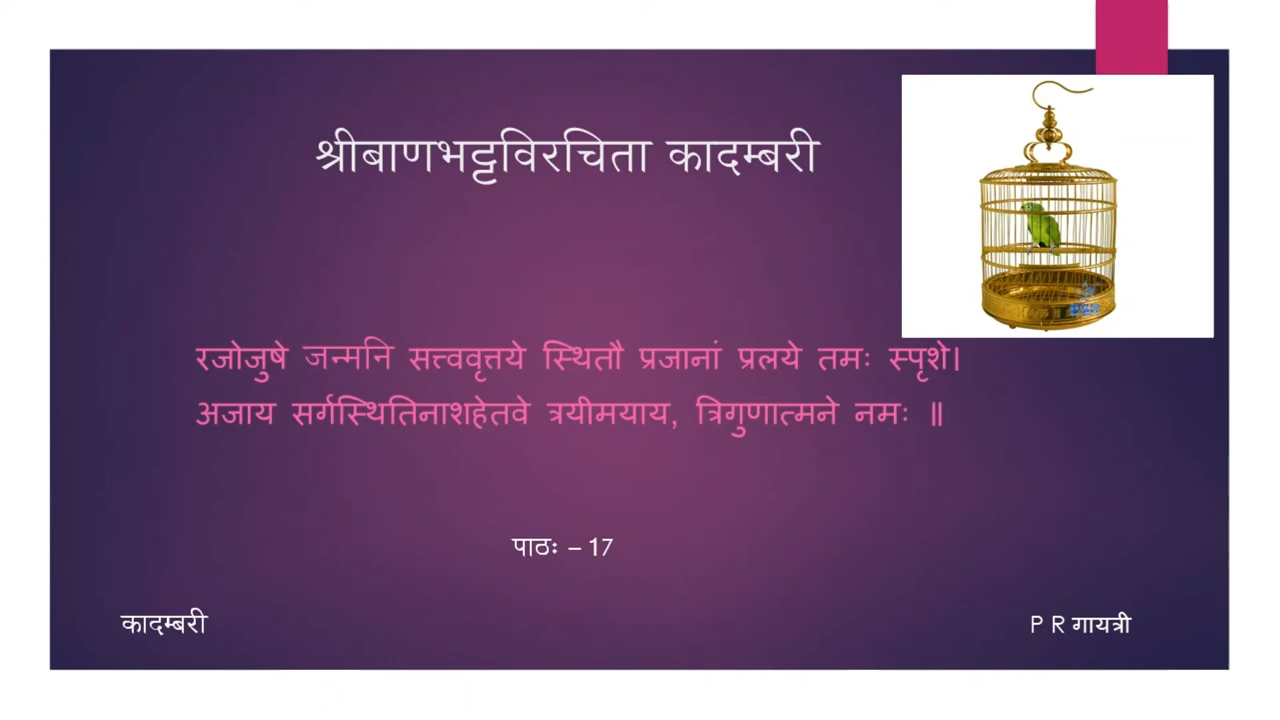 श्रीबाणभट्टविरचिता कादम्बरी
रजोजुषे जन्मनि सत्त्ववृत्तये स्थितौ प्रजानां प्रलये तमः स्पृशे।
अजाय सर्गस्थितिनाशहेतवे त्रयीमयाय, त्रिगुणात्मने नमः ॥
पाठः – 17
कादम्बरी
P R गायत्री